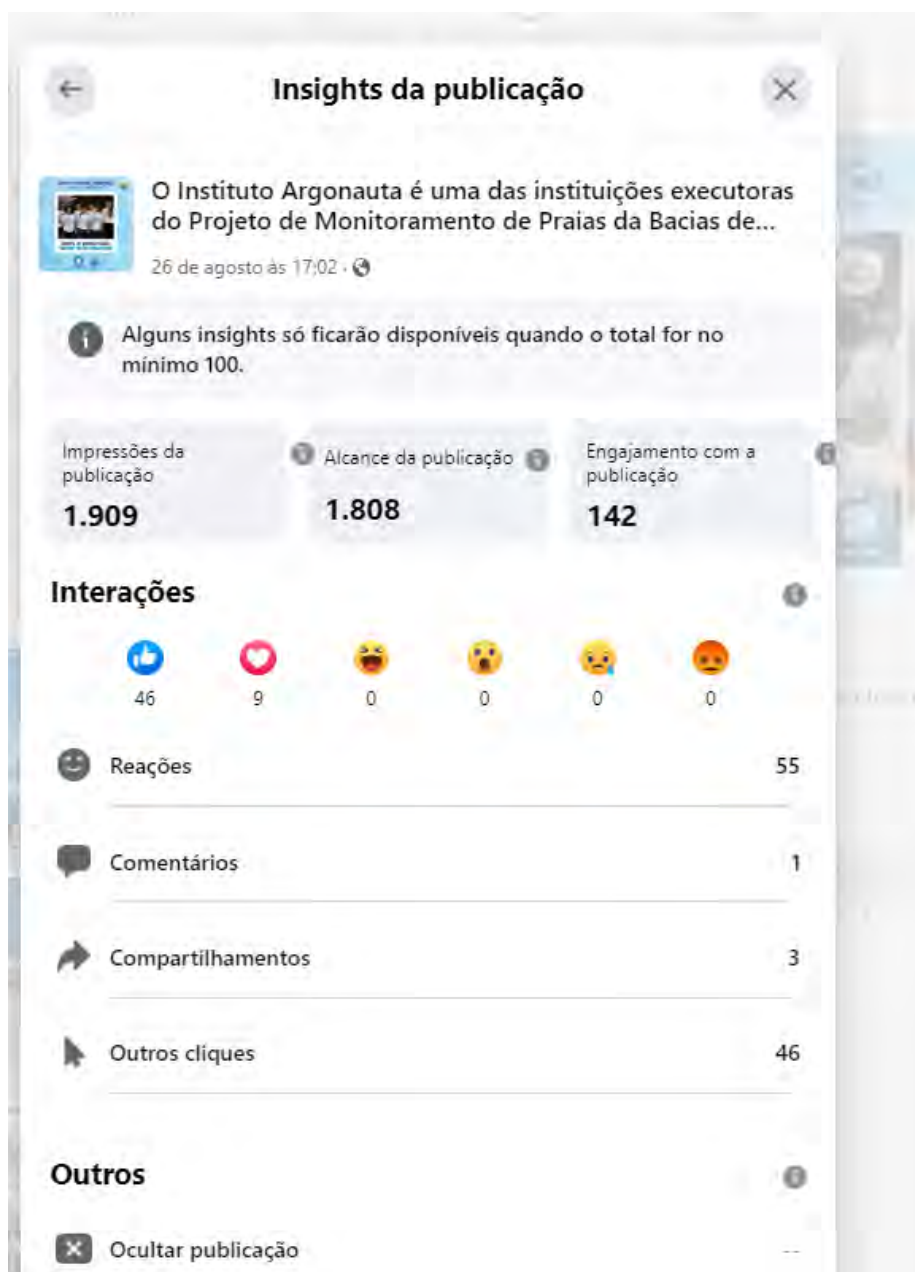 Insights da publicação
O Instituto Argonauta é uma das instituições executoras
do Projeto de Monitoramento de Praias da Bacias de...
26 de agosto às 17:02 ·
Alguns insights só ficarão disponíveis quando o total for no
mínimo 100.
Impressões da
publicação
1.909
Alcance da publicação
1.808
Engajamento com a
publicação
142
Interações
46 9 0 0 0 0
Reações 55
Comentários 1
Compartilhamentos 3
Outros cliques 46
Outros
Ocultar publicação --